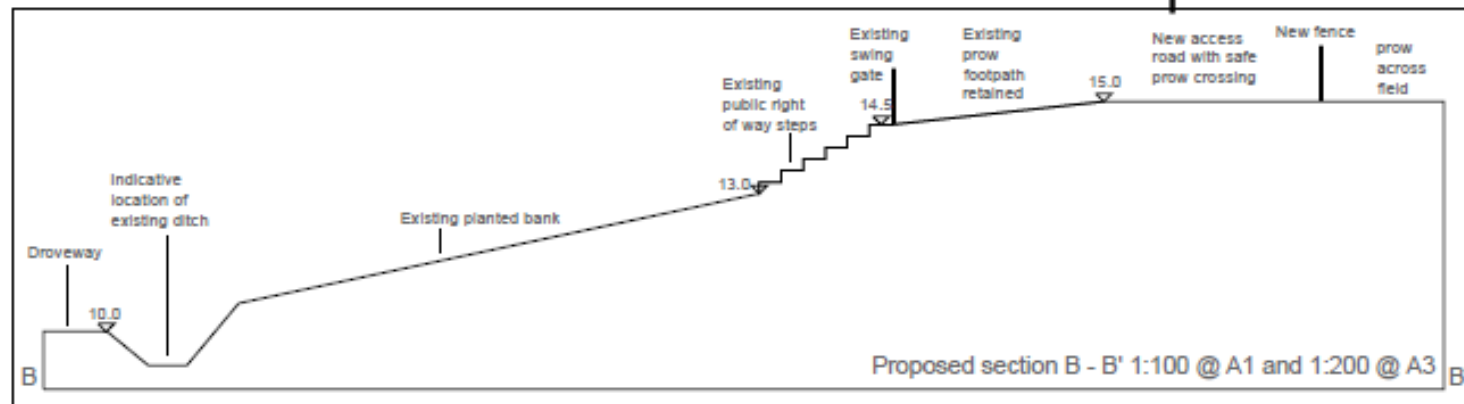 Existing
swing
gate
Existing
prow
footpath
retained
New access
road with safe
prow crossing
New fence
prow
across
field
Existing
public right
of way steps
14.5
15.0
13.0
Indicative
location of
existing ditch
Existing planted bank
Droveway
10.0
B
Proposed section B - B' 1:100 @ A1 and 1:200 @ A3
B